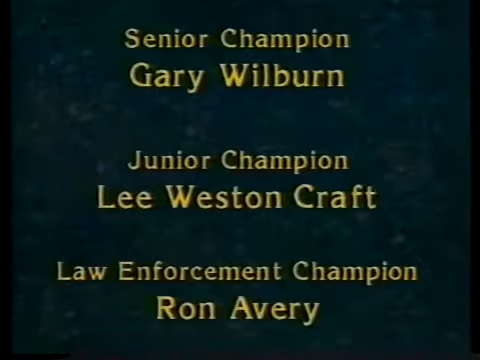 Senior Champion
Gary Wilburn
Junior Champion
Lee Weston Craft
Law Enforcement Champion
Ron Avery